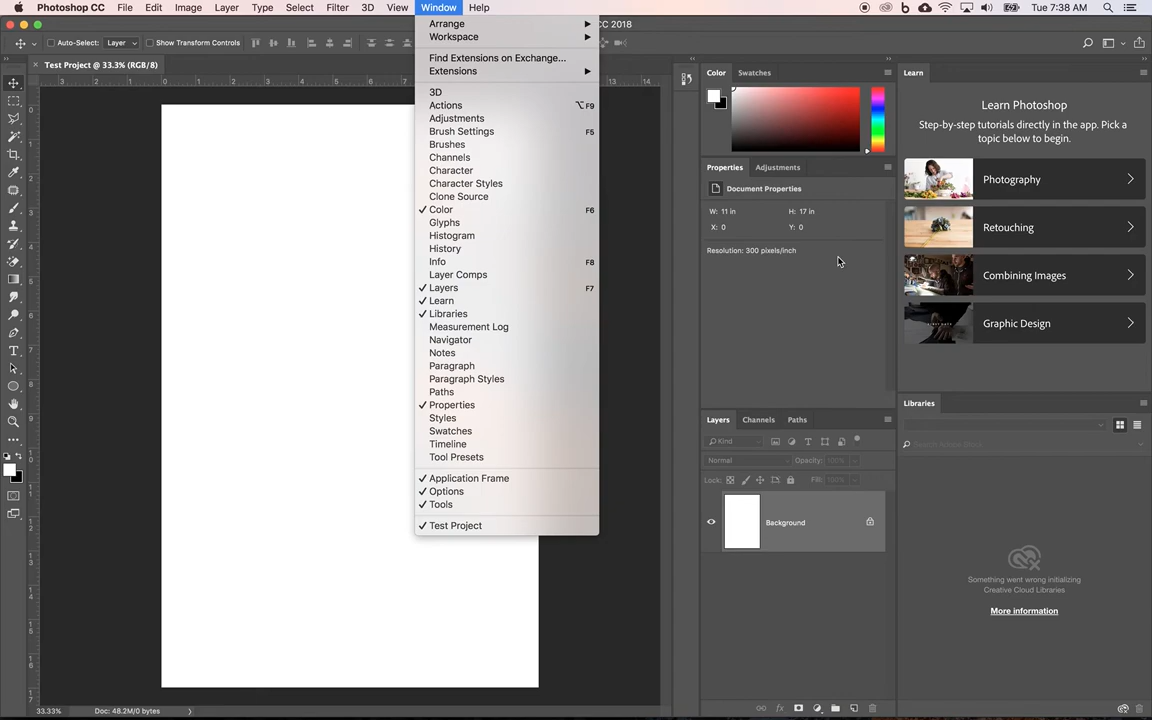 Photoshop CC File Edit Image Layer Type Select Filter 3D View Window Help Tue 7:38 AM
CC 2018
Auto-Select: Layer Show Transform Controls
× Test Project @ 33.3% (RGB/8)
Arrange
Workspace
Find Extensions on Exchange...
Extensions
3D
Actions ⌥F9
Adjustments
Brush Settings F5
Brushes
Channels
Character
Character Styles
Clone Source
✓ Color F6
Glyphs
Histogram
History
Info F8
Layer Comps
✓ Layers F7
✓ Learn
✓ Libraries
Measurement Log
Navigator
Notes
Paragraph
Paragraph Styles
Paths
✓ Properties
Styles
Swatches
Timeline
Tool Presets
✓ Application Frame
✓ Options
✓ Tools
✓ Test Project
Color Swatches
Properties Adjustments
Document Properties
W: 11 in H: 17 in
X: 0 Y: 0
Resolution: 300 pixels/inch
Layers Channels Paths
Kind
Normal Opacity: 100%
Lock: Fill: 100%
Background
Learn
Learn Photoshop
Step-by-step tutorials directly in the app. Pick a
topic below to begin.
Photography
Retouching
Combining Images
Graphic Design
Libraries
Search Adobe Stock
Something went wrong initializing
Creative Cloud Libraries
More information
33.33% Doc: 48.2M/0 bytes